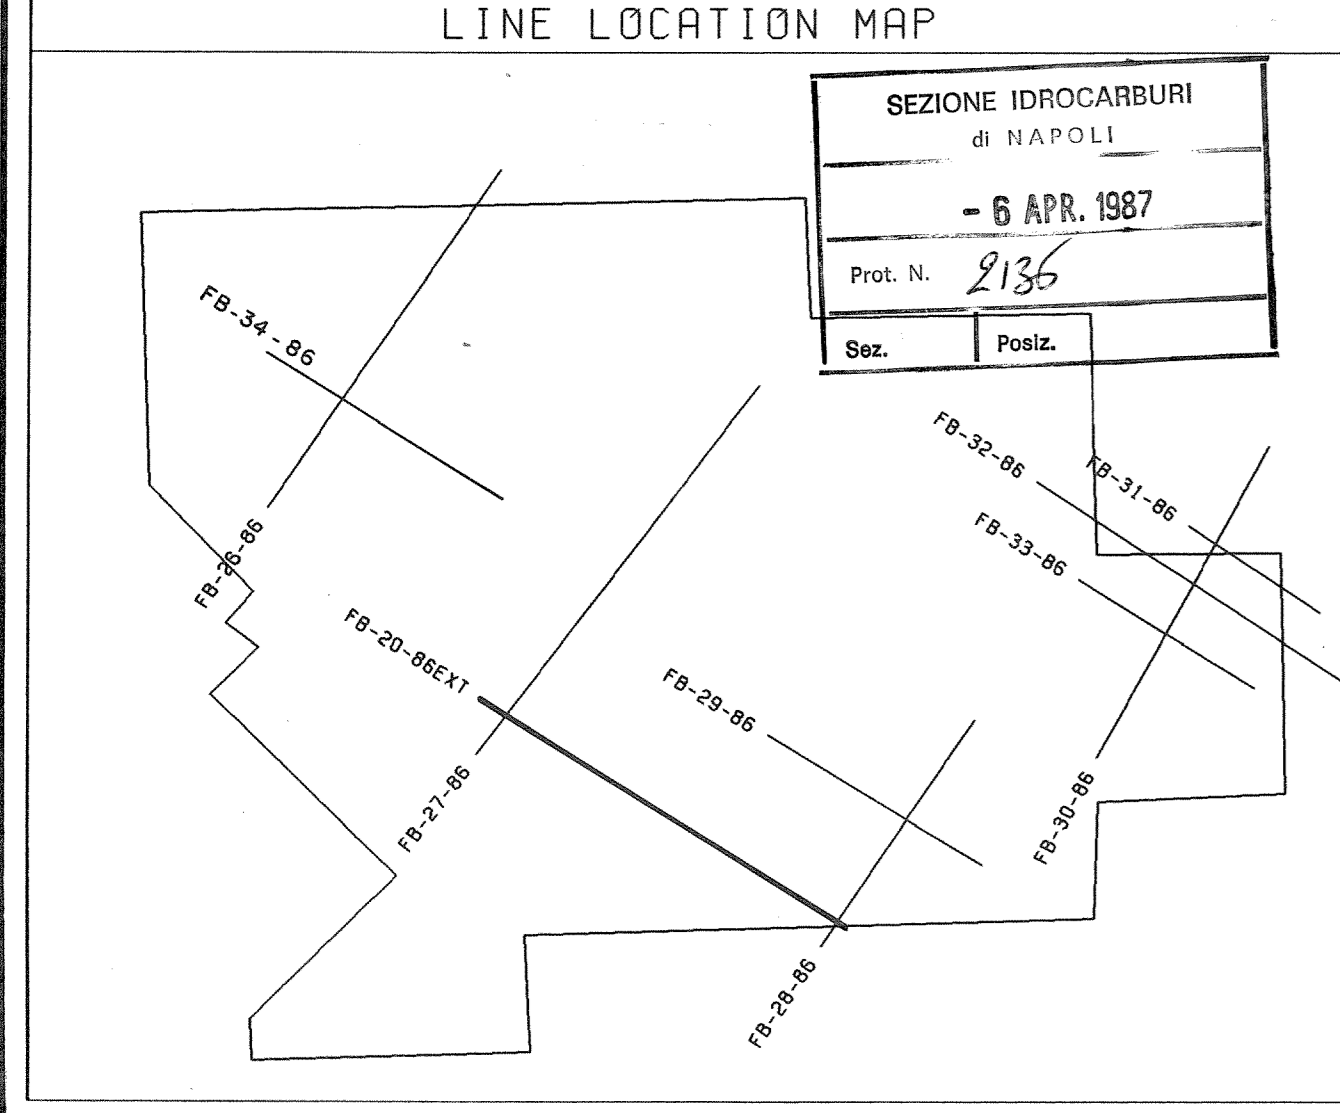 LINE LOCATION MAP
SEZIONE IDROCARBURI
di NAPOLI
- 6 APR. 1987
Prot. N. 2136
Sez. Posiz.
FB-34-86
FB-32-86
FB-31-86
FB-33-86
FB-26-86
FB-20-86EXT
FB-29-86
FB-27-86
FB-30-86
FB-28-86